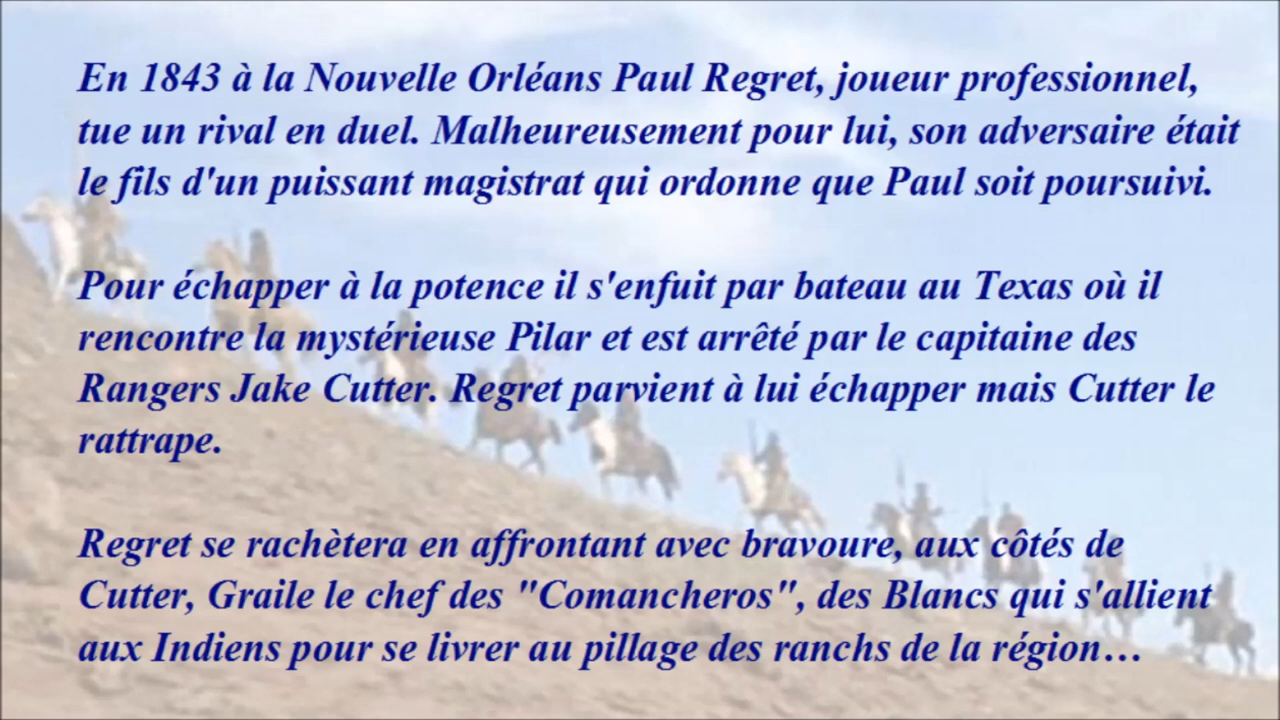 En 1843 à la Nouvelle Orléans Paul Regret, joueur professionnel,
tue un rival en duel. Malheureusement pour lui, son adversaire était
le fils d'un puissant magistrat qui ordonne que Paul soit poursuivi.
Pour échapper à la potence il s'enfuit par bateau au Texas où il
rencontre la mystérieuse Pilar et est arrêté par le capitaine des
Rangers Jake Cutter. Regret parvient à lui échapper mais Cutter le
rattrape.
Regret se rachètera en affrontant avec bravoure, aux côtés de
Cutter, Graile le chef des "Comancheros", des Blancs qui s'allient
aux Indiens pour se livrer au pillage des ranchs de la région…